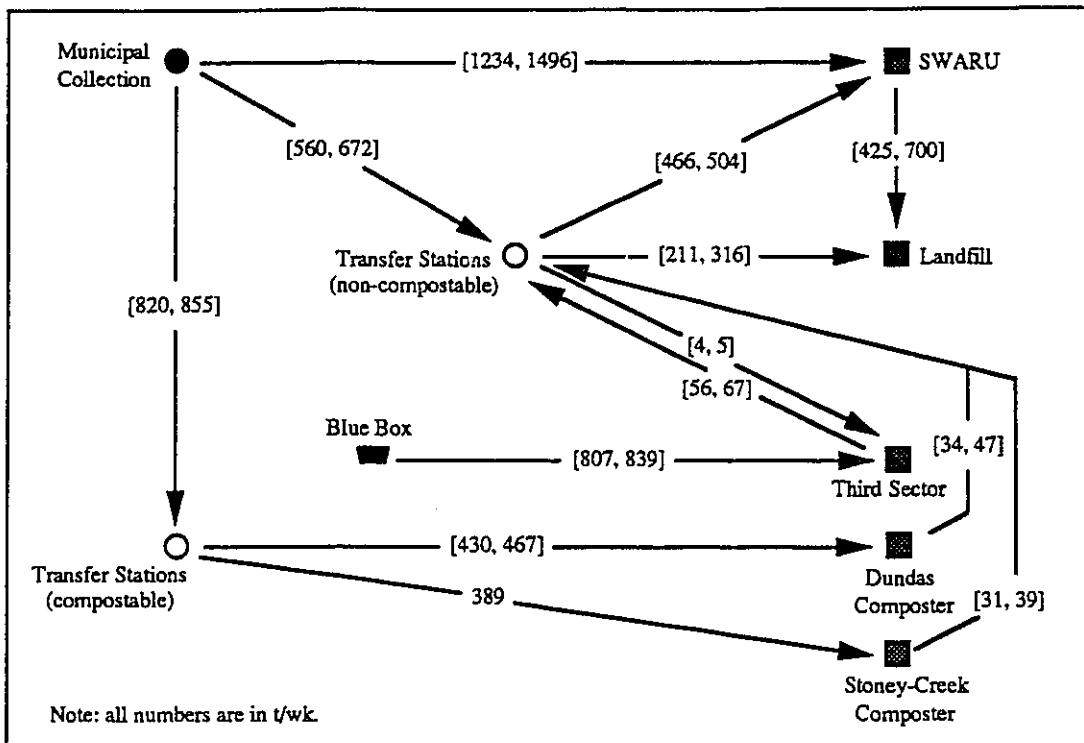 Municipal
Collection
[1234, 1496]
SWARU
[560, 672]
[466, 504]
[425, 700]
Transfer Stations
(non-compostable)
[211, 316]
Landfill
[820, 855]
[4, 5]
[56, 67]
Blue Box
[807, 839]
[34, 47]
Third Sector
Transfer Stations
(compostable)
[430, 467]
Dundas
Composter
389
[31, 39]
Stoney-Creek
Composter
Note: all numbers are in t/wk.